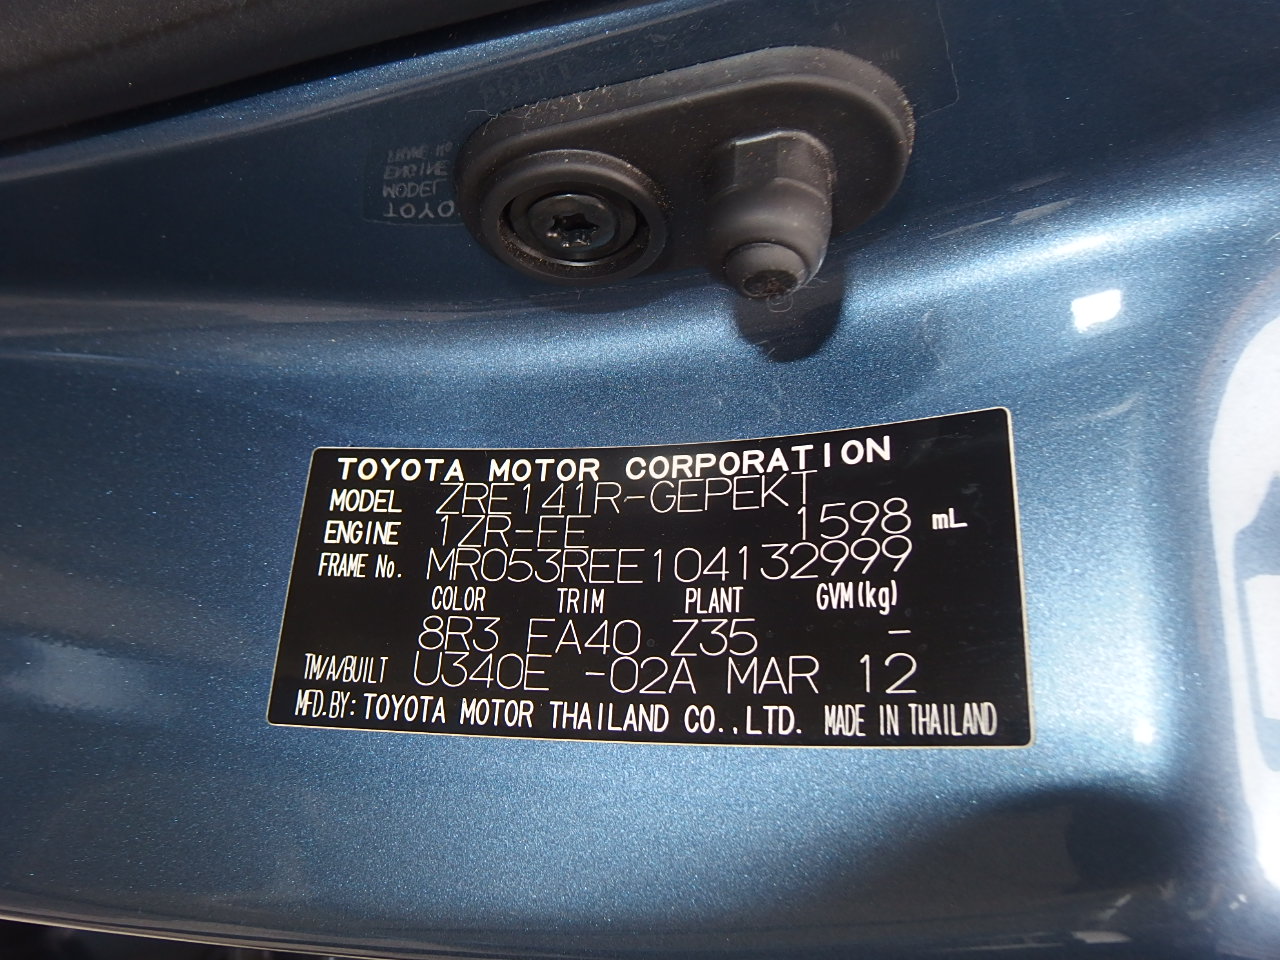 TOYOTA MOTOR CORPORATION
MODEL ZRE141R-GEPEKT
ENGINE 1ZR-FE 1598 mL
FRAME No. MR053REE104132999
COLOR TRIM PLANT GVM(kg)
8R3 EA40 Z35 -
TM/A/BUILT U340E -02A MAR 12
MFD.BY: TOYOTA MOTOR THAILAND CO.,LTD. MADE IN THAILAND